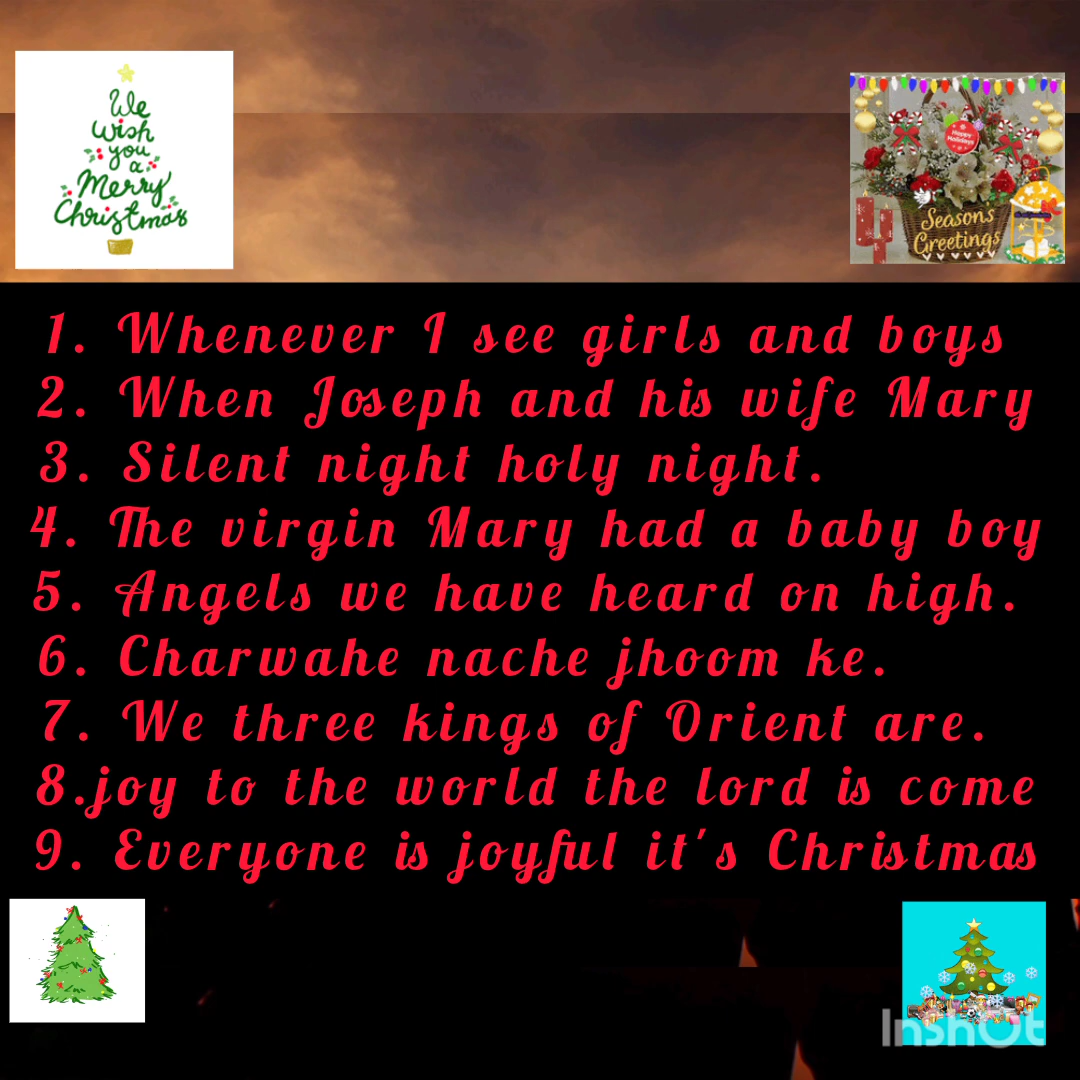 We
Wish
you
a
Merry
Christmas
Happy
Holidays
Seasons
Greetings
1. Whenever I see girls and boys
2. When Joseph and his wife Mary
3. Silent night holy night.
4. The virgin Mary had a baby boy
5. Angels we have heard on high.
6. Charwahe nache jhoom ke.
7. We three kings of Orient are.
8.joy to the world the lord is come
9. Everyone is joyful it's Christmas
InShOt